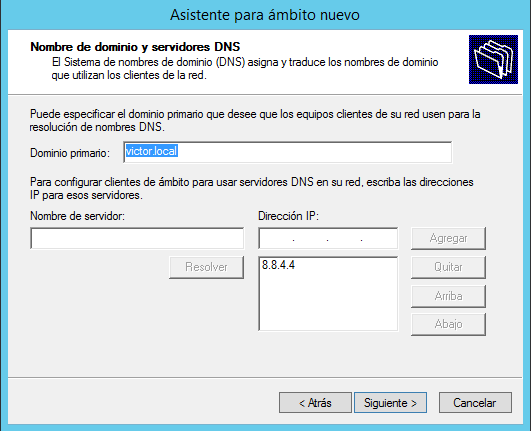 Asistente para ámbito nuevo
Nombre de dominio y servidores DNS
El Sistema de nombres de dominio (DNS) asigna y traduce los nombres de dominio
que utilizan los clientes de la red.
Puede especificar el dominio primario que desee que los equipos clientes de su red usen para la
resolución de nombres DNS.
Dominio primario: victor.local
Para configurar clientes de ámbito para usar servidores DNS en su red, escriba las direcciones
IP para esos servidores.
Nombre de servidor: Dirección IP:
. . . Agregar
Resolver 8.8.4.4 Quitar
Arriba
Abajo
< Atrás Siguiente > Cancelar